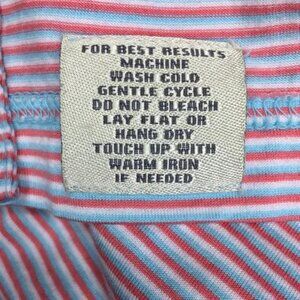 FOR BEST RESULTS
MACHINE
WASH COLD
GENTLE CYCLE
DO NOT BLEACH
LAY FLAT OR
HANG DRY
TOUCH UP WITH
WARM IRON
IF NEEDED